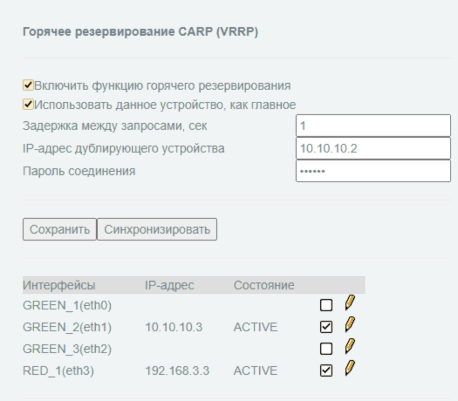 Горячее резервирование CARP (VRRP)
Включить функцию горячего резервирования
Использовать данное устройство, как главное
Задержка между запросами, сек 1
IP-адрес дублирующего устройства 10.10.10.2
Пароль соединения ••••••
Сохранить Синхронизировать
Интерфейсы IP-адрес Состояние
GREEN_1(eth0)
GREEN_2(eth1) 10.10.10.3 ACTIVE
GREEN_3(eth2)
RED_1(eth3) 192.168.3.3 ACTIVE